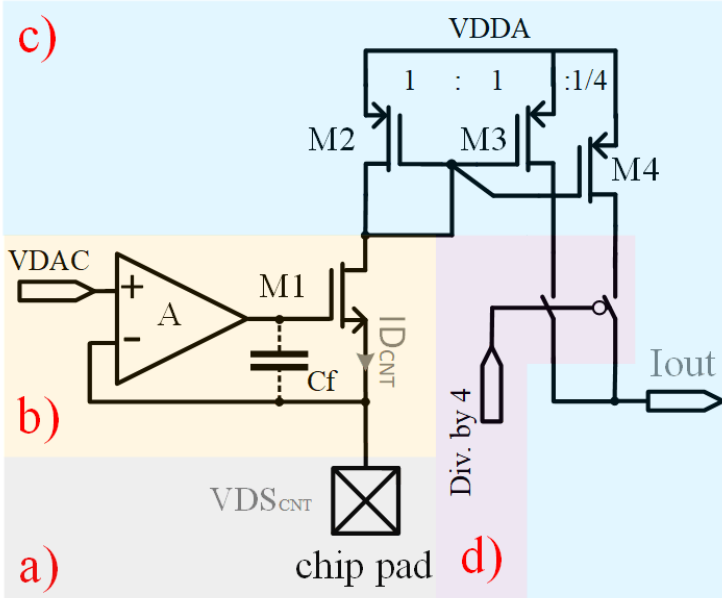 c)
VDDA
1 : 1 :1/4
M2
M3
M4
VDAC
+
A
-
M1
IDCNT
Cf
b)
Iout
Div. by 4
VDSCNT
a)
chip pad
d)